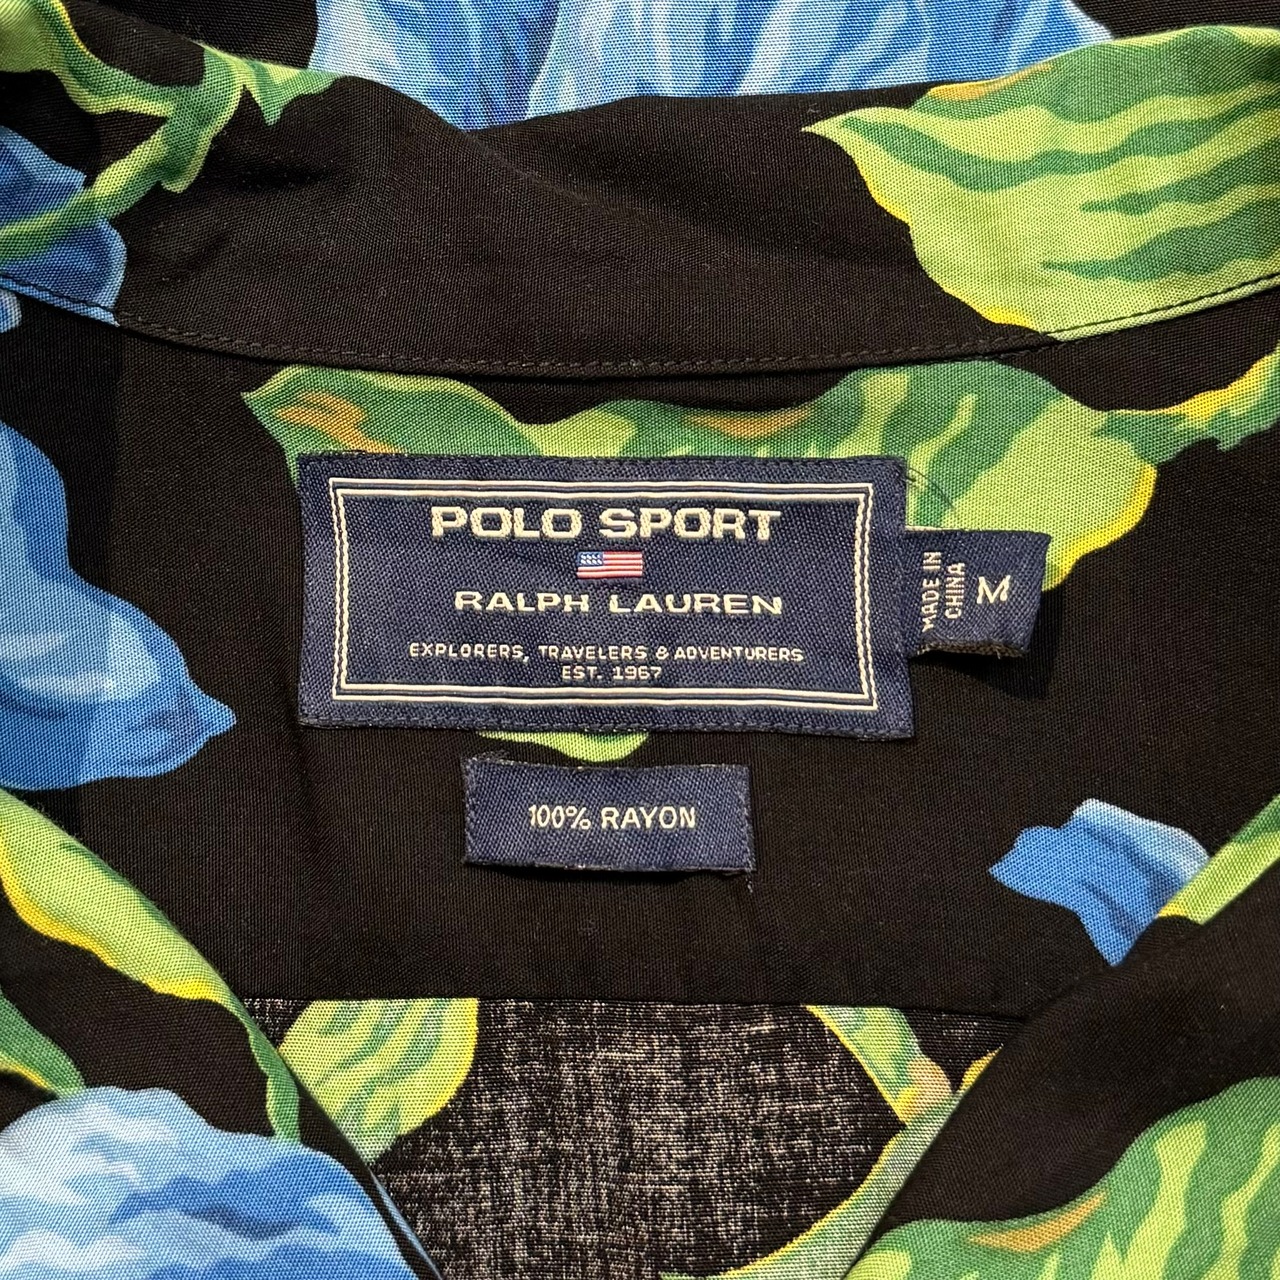 POLO SPORT
RALPH LAUREN
EXPLORERS, TRAVELERS & ADVENTURERS
EST. 1967
MADE IN
CHINA
M
100% RAYON